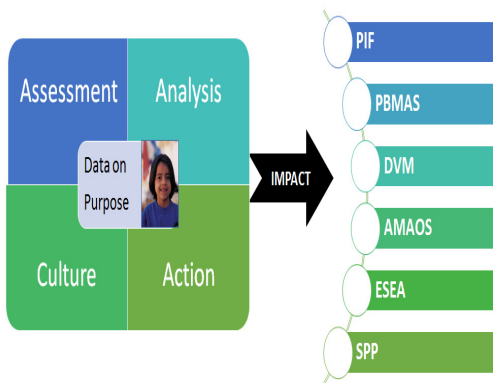 Assessment
Analysis
Data on
Purpose
Culture
Action
IMPACT
PIF
PBMAS
DVM
AMAOS
ESEA
SPP